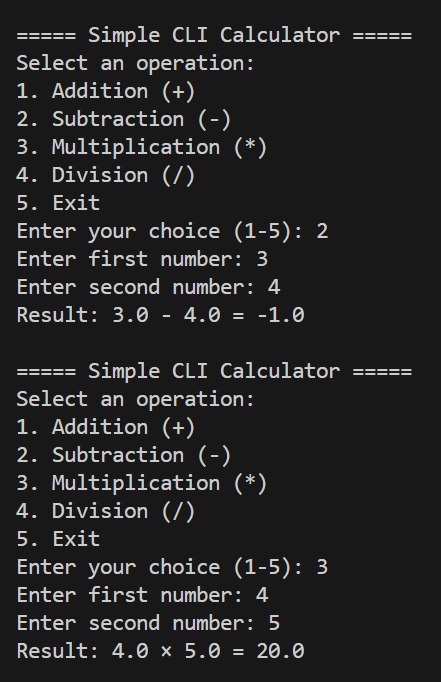 ===== Simple CLI Calculator =====
Select an operation:
1. Addition (+)
2. Subtraction (-)
3. Multiplication (*)
4. Division (/)
5. Exit
Enter your choice (1-5): 2
Enter first number: 3
Enter second number: 4
Result: 3.0 - 4.0 = -1.0

===== Simple CLI Calculator =====
Select an operation:
1. Addition (+)
2. Subtraction (-)
3. Multiplication (*)
4. Division (/)
5. Exit
Enter your choice (1-5): 3
Enter first number: 4
Enter second number: 5
Result: 4.0 × 5.0 = 20.0